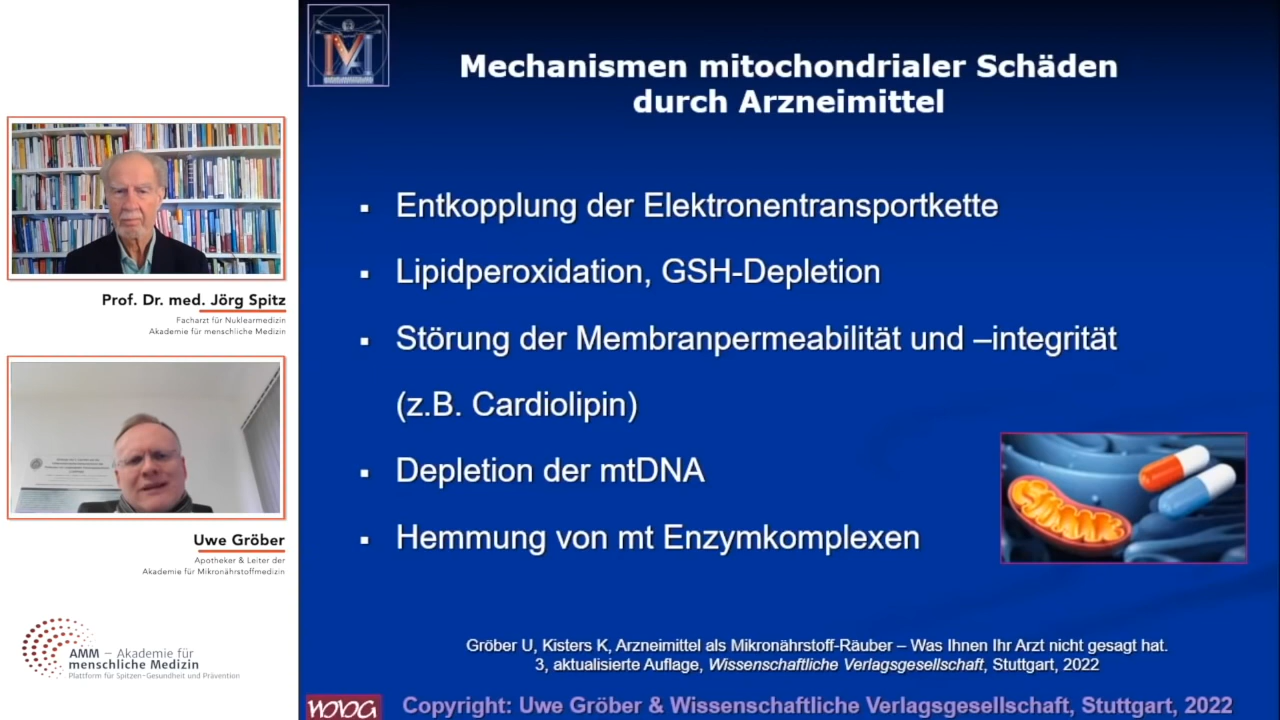 Mechanismen mitochondrialer Schäden
durch Arzneimittel
▪ Entkopplung der Elektronentransportkette
▪ Lipidperoxidation, GSH-Depletion
▪ Störung der Membranpermeabilität und –integrität
(z.B. Cardiolipin)
▪ Depletion der mtDNA
▪ Hemmung von mt Enzymkomplexen
Gröber U, Kisters K, Arzneimittel als Mikronährstoff-Räuber – Was Ihnen Ihr Arzt nicht gesagt hat.
3, aktualisierte Auflage, Wissenschaftliche Verlagsgesellschaft, Stuttgart, 2022
Copyright: Uwe Gröber & Wissenschaftliche Verlagsgesellschaft, Stuttgart, 2022
Prof. Dr. med. Jörg Spitz
Facharzt für Nuklearmedizin
Akademie für menschliche Medizin
Uwe Gröber
Apotheker & Leiter der
Akademie für Mikronährstoffmedizin
AMM – Akademie für
menschliche Medizin
Plattform für Spitzen-Gesundheit und Prävention